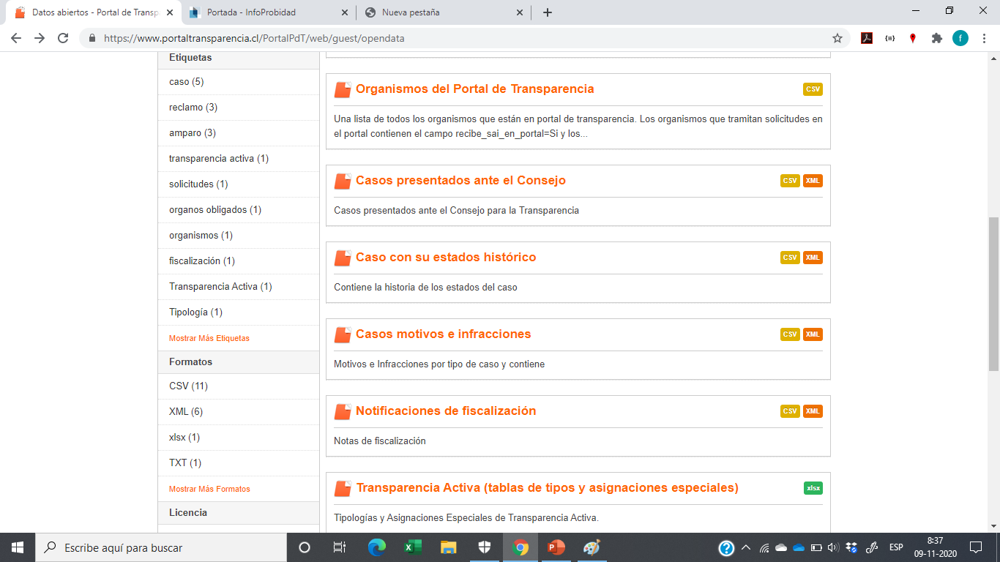 Datos abiertos - Portal de Transp
Portada - InfoProbidad
Nueva pestaña
https://www.portaltransparencia.cl/PortalPdT/web/guest/opendata
f
Etiquetas
caso (5)
reclamo (3)
amparo (3)
transparencia activa (1)
solicitudes (1)
organos obligados (1)
organismos (1)
fiscalización (1)
Transparencia Activa (1)
Tipología (1)
Mostrar Más Etiquetas
Formatos
CSV (11)
XML (6)
xlsx (1)
TXT (1)
Mostrar Más Formatos
Licencia
Organismos del Portal de Transparencia
CSV
Una lista de todos los organismos que están en portal de transparencia. Los organismos que tramitan solicitudes en
el portal contienen el campo recibe_sai_en_portal=Si y los...
Casos presentados ante el Consejo
CSV XML
Casos presentados ante el Consejo para la Transparencia
Caso con su estados histórico
CSV XML
Contiene la historia de los estados del caso
Casos motivos e infracciones
CSV XML
Motivos e Infracciones por tipo de caso y contiene
Notificaciones de fiscalización
CSV XML
Notas de fiscalización
Transparencia Activa (tablas de tipos y asignaciones especiales)
xlsx
Tipologías y Asignaciones Especiales de Transparencia Activa.
Escribe aquí para buscar
ESP
8:37
09-11-2020